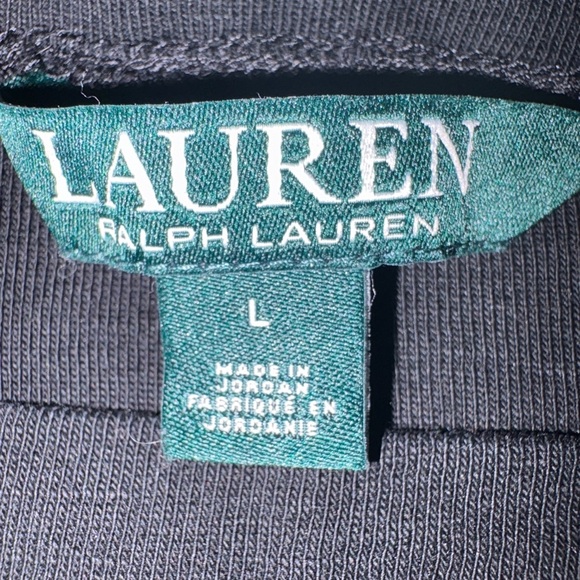 LAUREN
RALPH LAUREN
L
MADE IN
JORDAN
FABRIQUÉ EN
JORDANIE